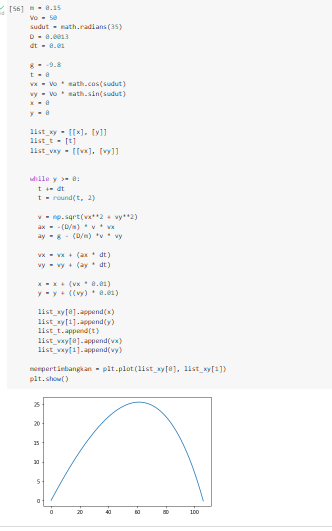 [56] m = 0.15
Vo = 50
sudut = math.radians(35)
D = 0.0013
dt = 0.01
g = -9.8
t = 0
vx = Vo * math.cos(sudut)
vy = Vo * math.sin(sudut)
x = 0
y = 0
list_xy = [[x], [y]]
list_t = [t]
list_vxy = [[vx], [vy]]
while y >= 0:
t += dt
t = round(t, 2)
v = np.sqrt(vx**2 + vy**2)
ax = -(D/m) * v * vx
ay = g - (D/m) *v * vy
vx = vx + (ax * dt)
vy = vy + (ay * dt)
x = x + (vx * 0.01)
y = y + ((vy) * 0.01)
list_xy[0].append(x)
list_xy[1].append(y)
list_t.append(t)
list_vxy[0].append(vx)
list_vxy[1].append(vy)
mempertimbangkan = plt.plot(list_xy[0], list_xy[1])
plt.show()
25
20
15
10
5
0
0 20 40 60 80 100